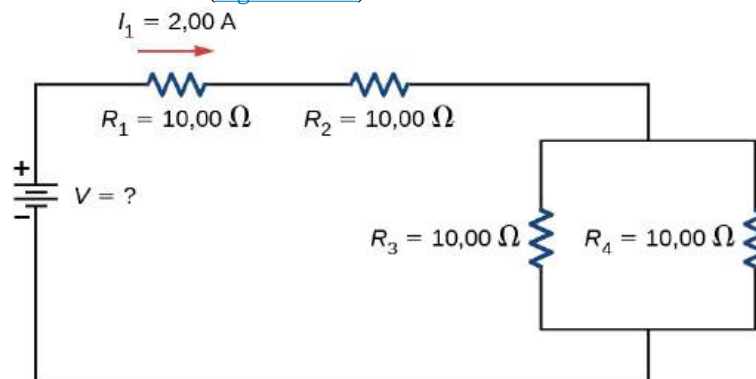 I₁ = 2,00 A
R₁ = 10,00 Ω R₂ = 10,00 Ω
+
V = ?
−
R₃ = 10,00 Ω R₄ = 10,00 Ω